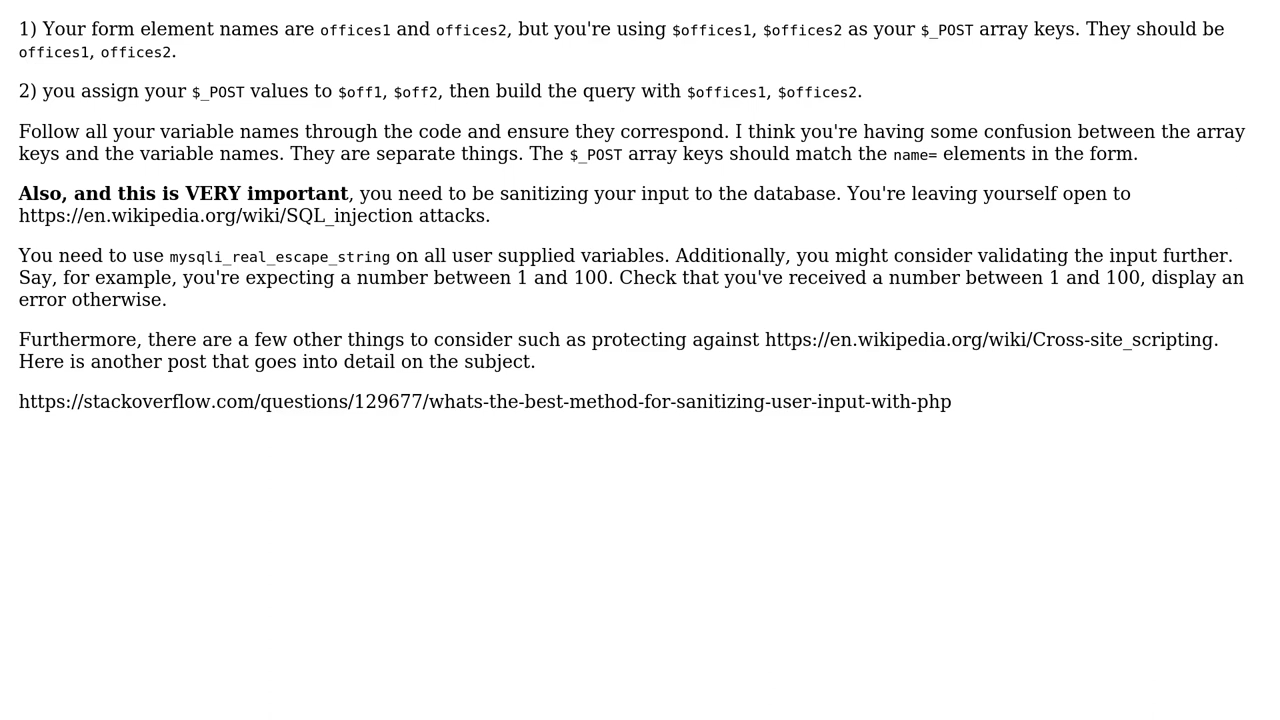 1) Your form element names are offices1 and offices2, but you're using $offices1, $offices2 as your $_POST array keys. They should be
offices1, offices2.
2) you assign your $_POST values to $off1, $off2, then build the query with $offices1, $offices2.
Follow all your variable names through the code and ensure they correspond. I think you're having some confusion between the array
keys and the variable names. They are separate things. The $_POST array keys should match the name= elements in the form.
Also, and this is VERY important, you need to be sanitizing your input to the database. You're leaving yourself open to
https://en.wikipedia.org/wiki/SQL_injection attacks.
You need to use mysqli_real_escape_string on all user supplied variables. Additionally, you might consider validating the input further.
Say, for example, you're expecting a number between 1 and 100. Check that you've received a number between 1 and 100, display an
error otherwise.
Furthermore, there are a few other things to consider such as protecting against https://en.wikipedia.org/wiki/Cross-site_scripting.
Here is another post that goes into detail on the subject.
https://stackoverflow.com/questions/129677/whats-the-best-method-for-sanitizing-user-input-with-php